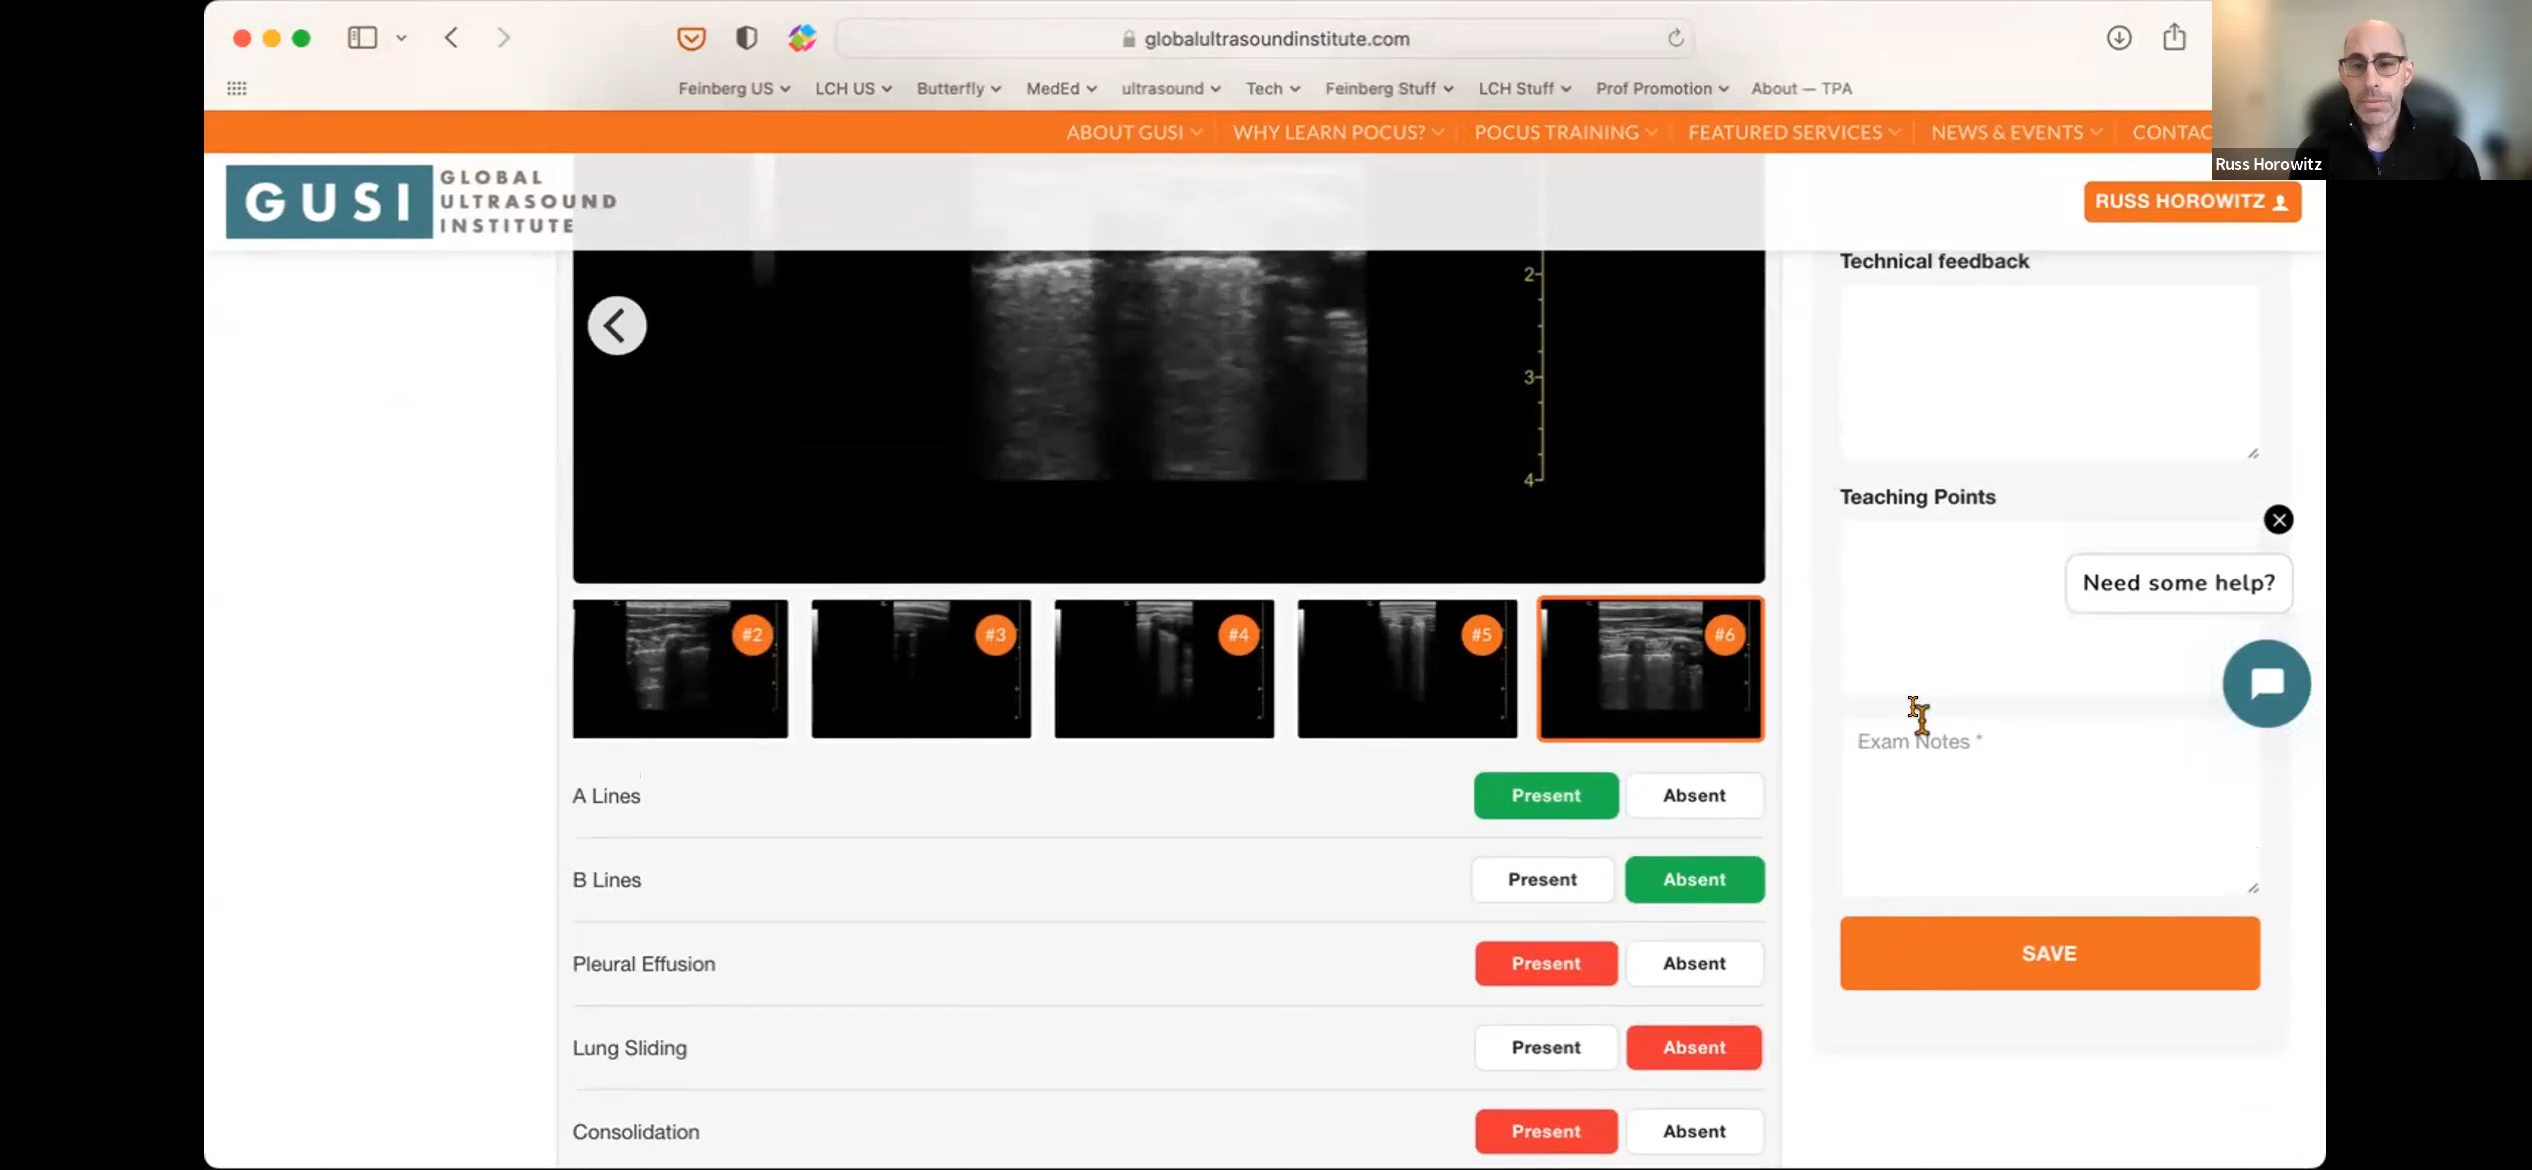 globalultrasoundinstitute.com
Feinberg US LCH US Butterfly MedEd ultrasound Tech Feinberg Stuff LCH Stuff Prof Promotion About — TPA
ABOUT GUSI WHY LEARN POCUS? POCUS TRAINING FEATURED SERVICES NEWS & EVENTS CONTAC
Russ Horowitz
GUSI
GLOBAL
ULTRASOUND
INSTITUTE
RUSS HOROWITZ
2
3
4
#2
#3
#4
#5
#6
A Lines Present Absent
B Lines Present Absent
Pleural Effusion Present Absent
Lung Sliding Present Absent
Consolidation Present Absent
Technical feedback
Teaching Points
Need some help?
Exam Notes *
SAVE